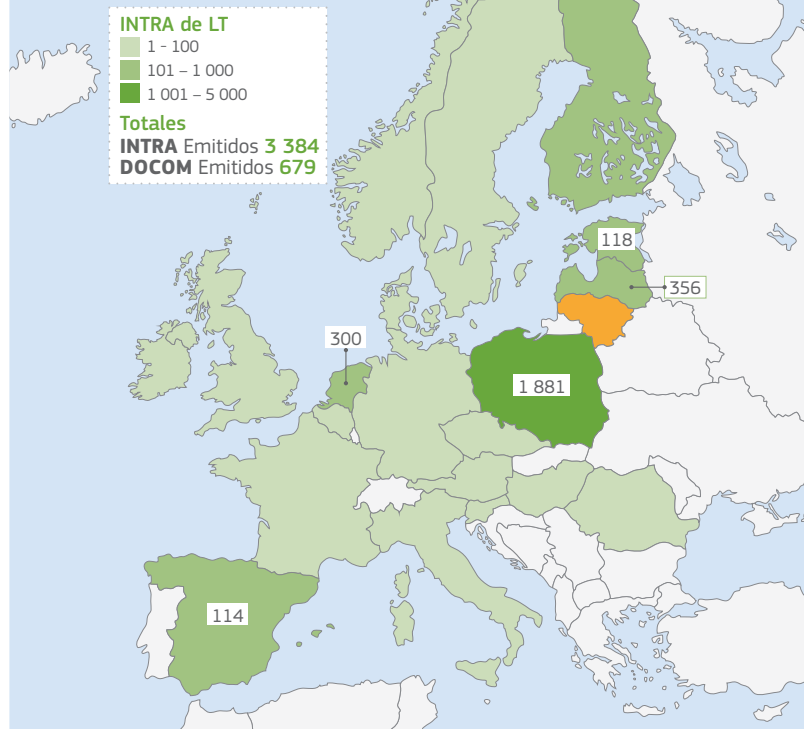 INTRA de LT
1 - 100
101 – 1 000
1 001 – 5 000
Totales
INTRA Emitidos 3 384
DOCOM Emitidos 679
118
356
300
1 881
114